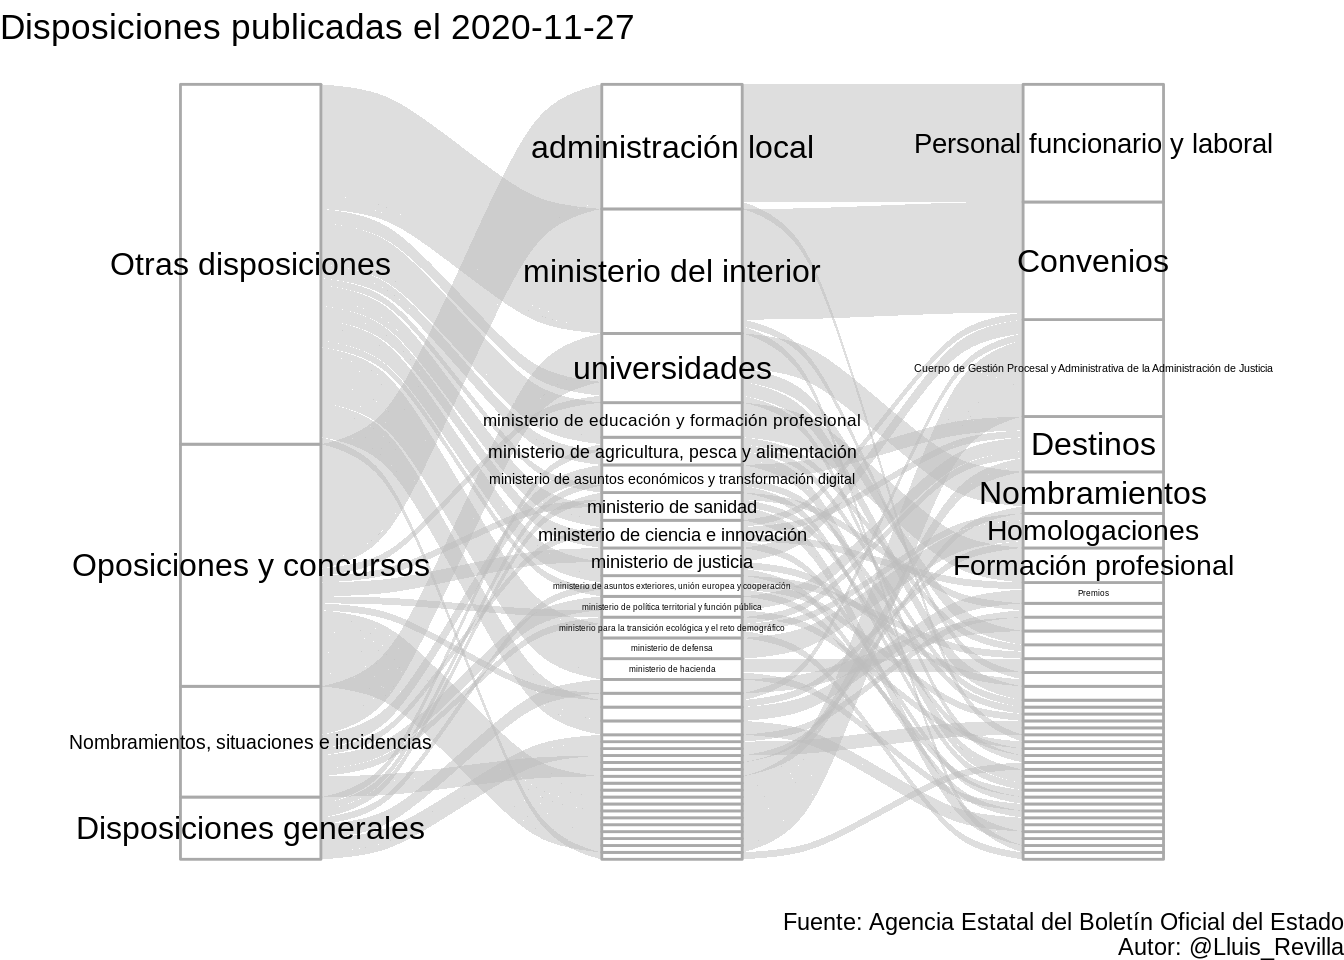 Disposiciones publicadas el 2020-11-27
Otras disposiciones
Oposiciones y concursos
Nombramientos, situaciones e incidencias
Disposiciones generales
administración local
ministerio del interior
universidades
ministerio de educación y formación profesional
ministerio de agricultura, pesca y alimentación
ministerio de asuntos económicos y transformación digital
ministerio de sanidad
ministerio de ciencia e innovación
ministerio de justicia
ministerio de asuntos exteriores, unión europea y cooperación
ministerio de política territorial y función pública
ministerio para la transición ecológica y el reto demográfico
ministerio de defensa
ministerio de hacienda
Personal funcionario y laboral
Convenios
Cuerpo de Gestión Procesal y Administrativa de la Administración de Justicia
Destinos
Nombramientos
Homologaciones
Formación profesional
Premios
Fuente: Agencia Estatal del Boletín Oficial del Estado
Autor: @Lluis_Revilla